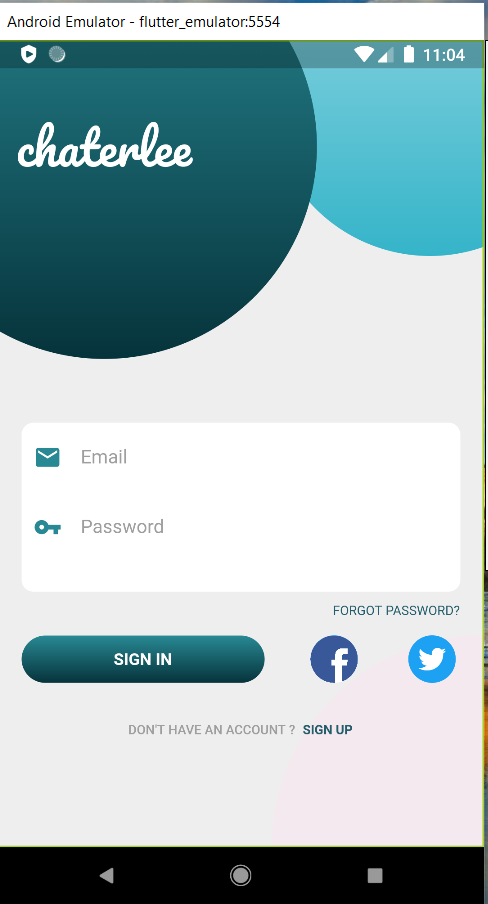 Android Emulator - flutter_emulator:5554
11:04
chaterlee
Email
Password
FORGOT PASSWORD?
SIGN IN
DON'T HAVE AN ACCOUNT ? SIGN UP